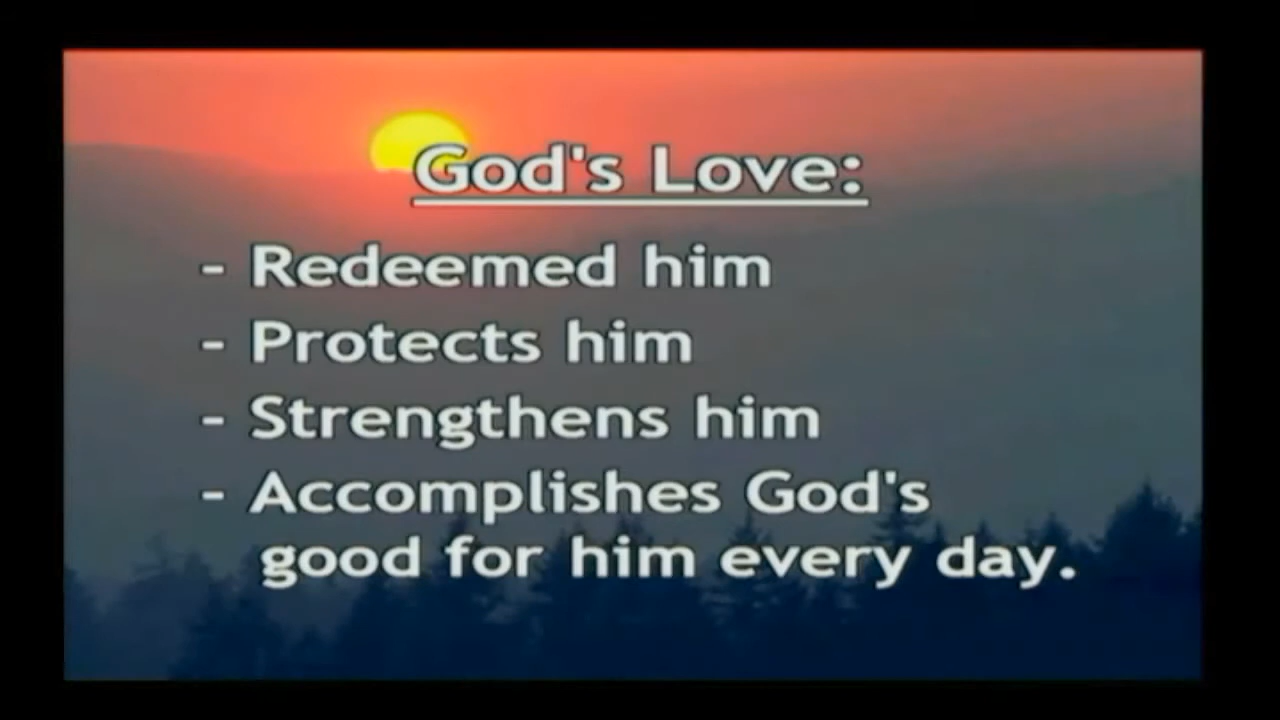 God's Love:
- Redeemed him
- Protects him
- Strengthens him
- Accomplishes God's
good for him every day.